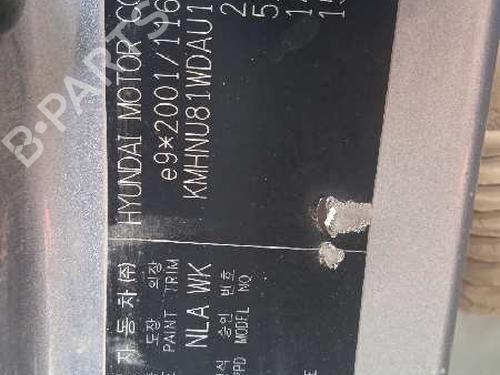 자동차(주) HYUNDAI MOTOR CO
e9*2001/116
KMHNU81WDAU1
도장 외장
PAINT TRIM
NLA WK
승인 번호
MODEL NO
B-PARTS